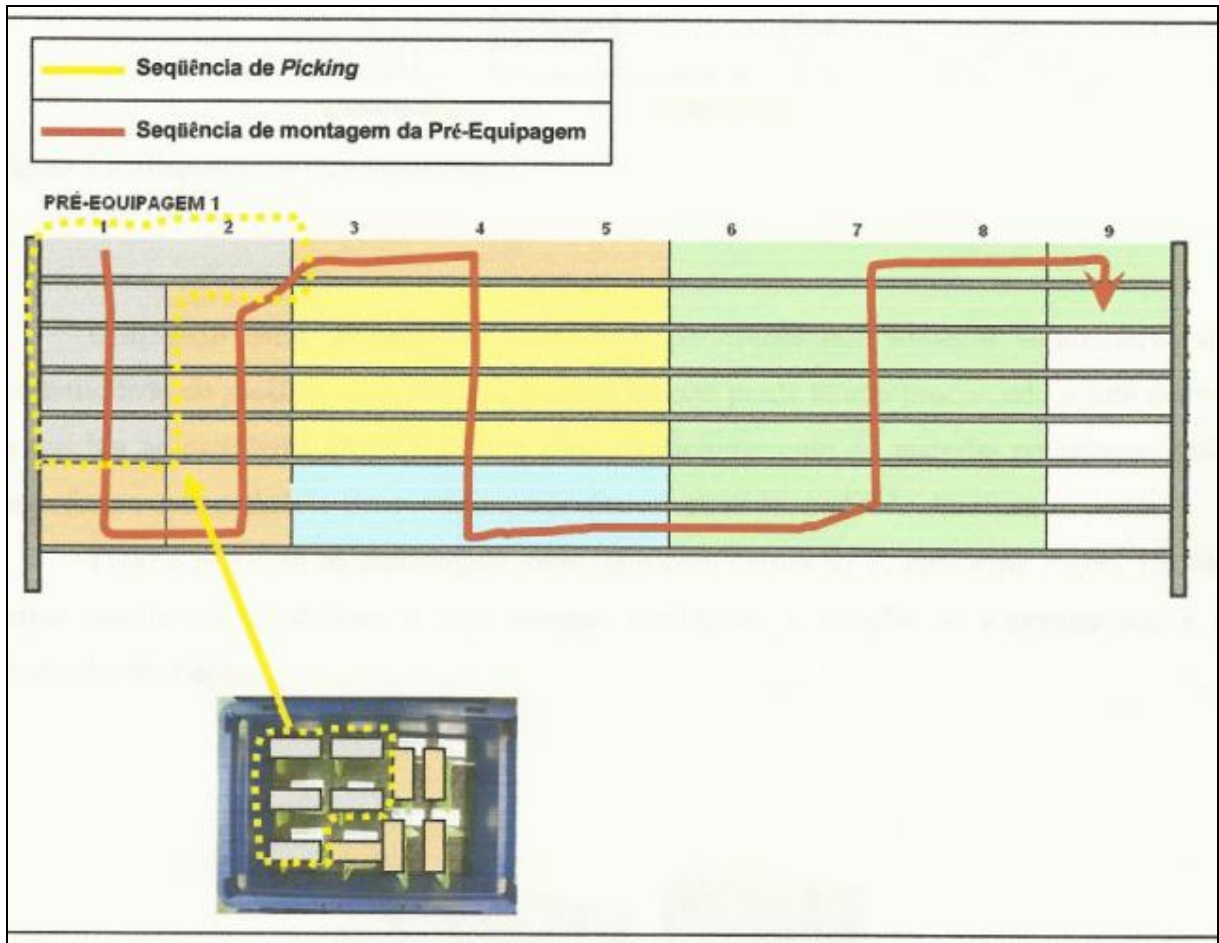 Seqüência de Picking
Seqüência de montagem da Pré-Equipagem
PRÉ-EQUIPAGEM 1
1 2 3 4 5 6 7 8 9